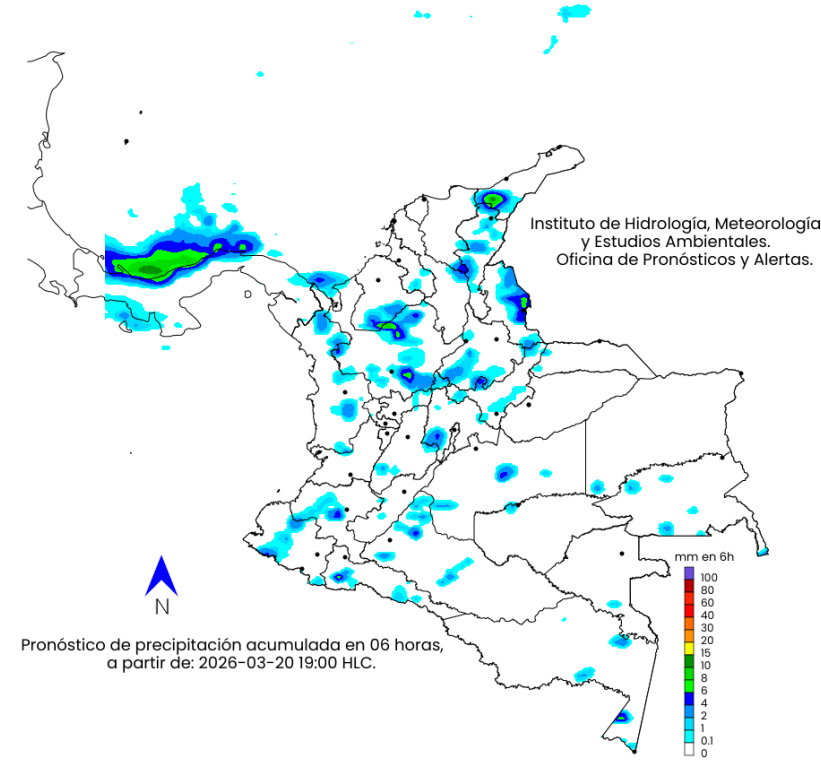 Instituto de Hidrología, Meteorología
y Estudios Ambientales.
Oficina de Pronósticos y Alertas.
mm en 6h
100
80
60
40
30
20
15
10
8
6
4
2
1
0.1
0
N
Pronóstico de precipitación acumulada en 06 horas,
a partir de: 2026-03-20 19:00 HLC.